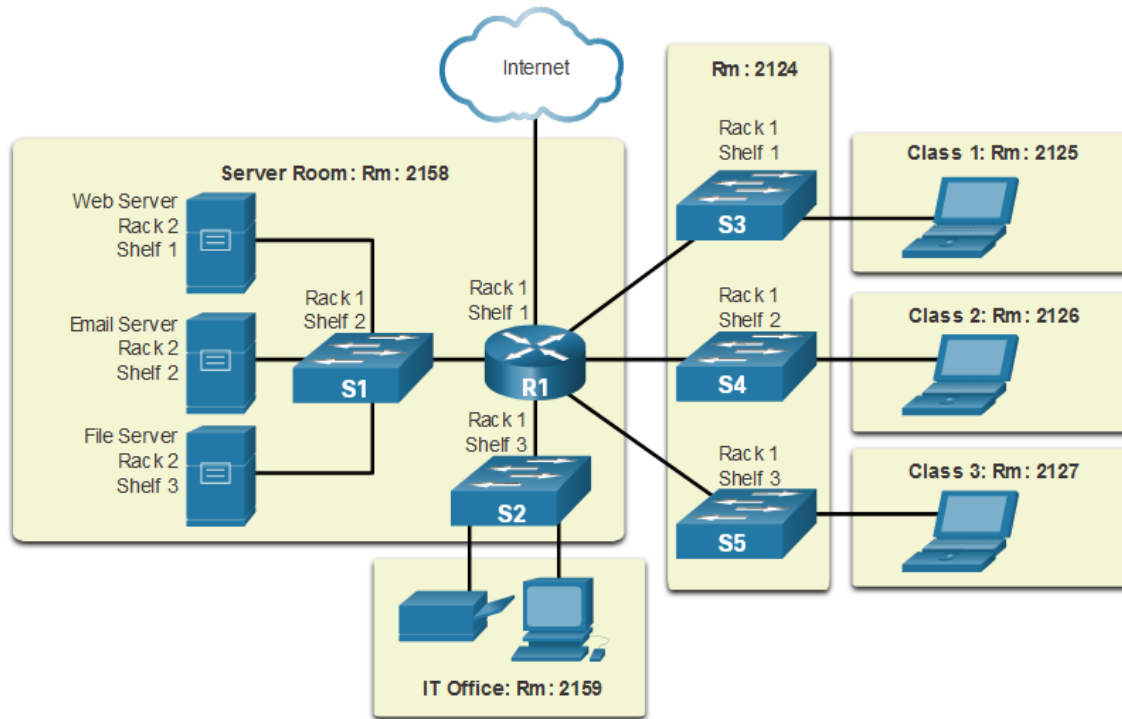 Internet
Server Room: Rm: 2158
Web Server
Rack 2
Shelf 1
Email Server
Rack 2
Shelf 2
File Server
Rack 2
Shelf 3
Rack 1
Shelf 2
S1
Rack 1
Shelf 1
R1
Rack 1
Shelf 3
S2
IT Office: Rm: 2159
Rm: 2124
Rack 1
Shelf 1
S3
Rack 1
Shelf 2
S4
Rack 1
Shelf 3
S5
Class 1: Rm: 2125
Class 2: Rm: 2126
Class 3: Rm: 2127